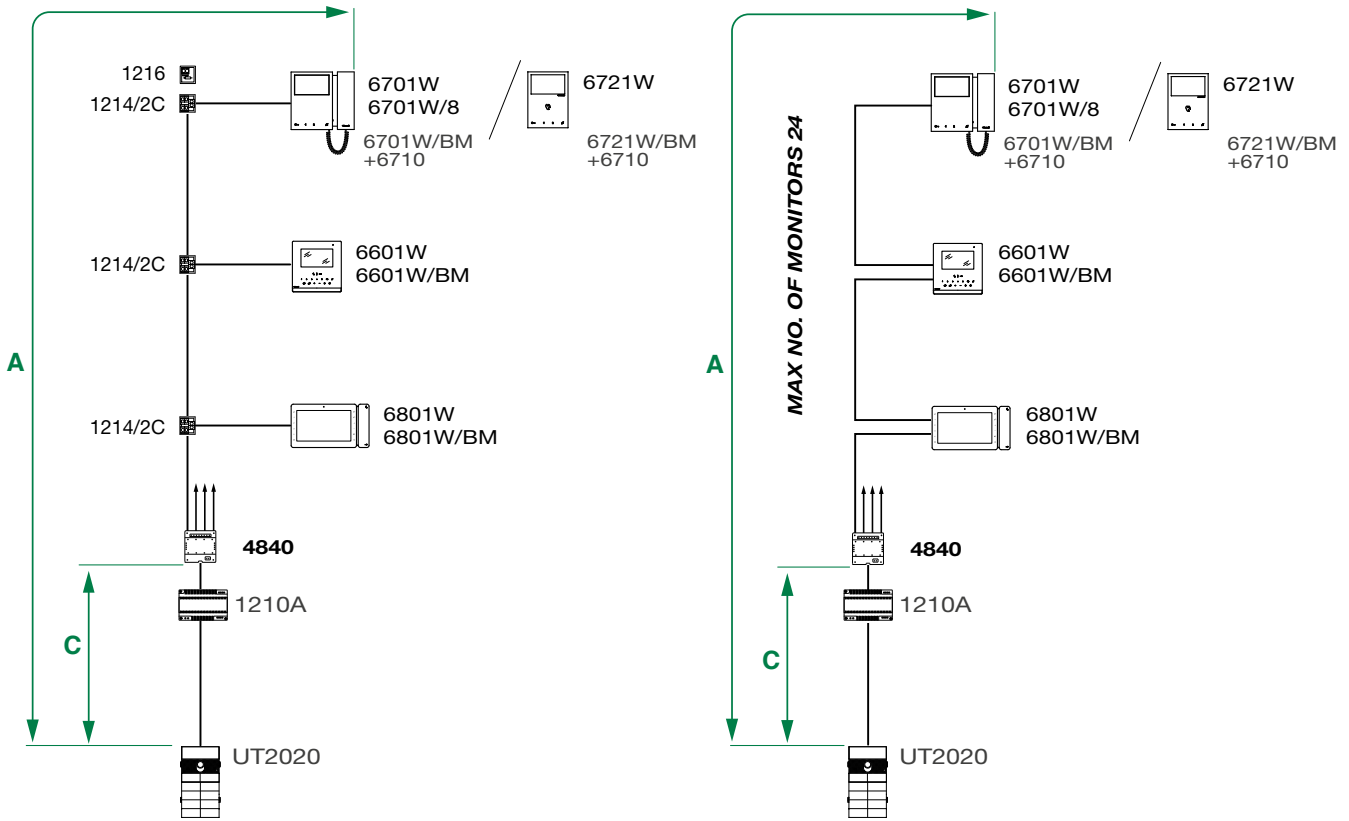 1216
1214/2C
6701W
6701W/8
6701W/BM
+6710
6721W
6721W/BM
+6710
1214/2C
6601W
6601W/BM
A
1214/2C
6801W
6801W/BM
4840
1210A
C
UT2020
MAX NO. OF MONITORS 24
6701W
6701W/8
6701W/BM
+6710
6721W
6721W/BM
+6710
6601W
6601W/BM
A
6801W
6801W/BM
4840
1210A
C
UT2020